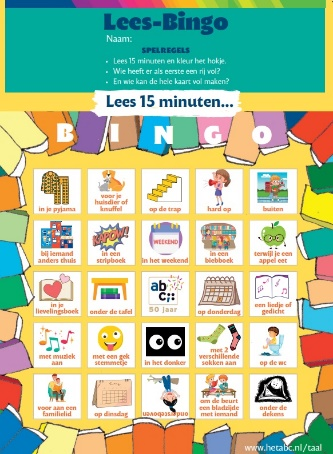 Lees-Bingo
Naam:
SPELREGELS
• Lees 15 minuten en kleur het hokje.
• Wie heeft er als eerste een rij vol?
• En wie kan de hele kaart vol maken?
Lees 15 minuten...
B I N G O
in je pyjama
voor je
huisdier of
knuffel
op de trap
hard op
buiten
bij iemand
anders thuis
KAPOW!
in een
stripboek
WEEKEND
in het weekend
in een
bieboek
terwijl je een
appel eet
in je
lievelingsboek
onder de tafel
abc
50 jaar
op donderdag
een liedje of
gedicht
met muziek
aan
met een gek
stemmetje
in het donker
met 2
verschillende
sokken aan
op de wc
voor aan een
familielid
op dinsdag
ondersteboven
om de beurt
een bladzijde
met iemand
onder de
dekens
www.hetabc.nl/taal